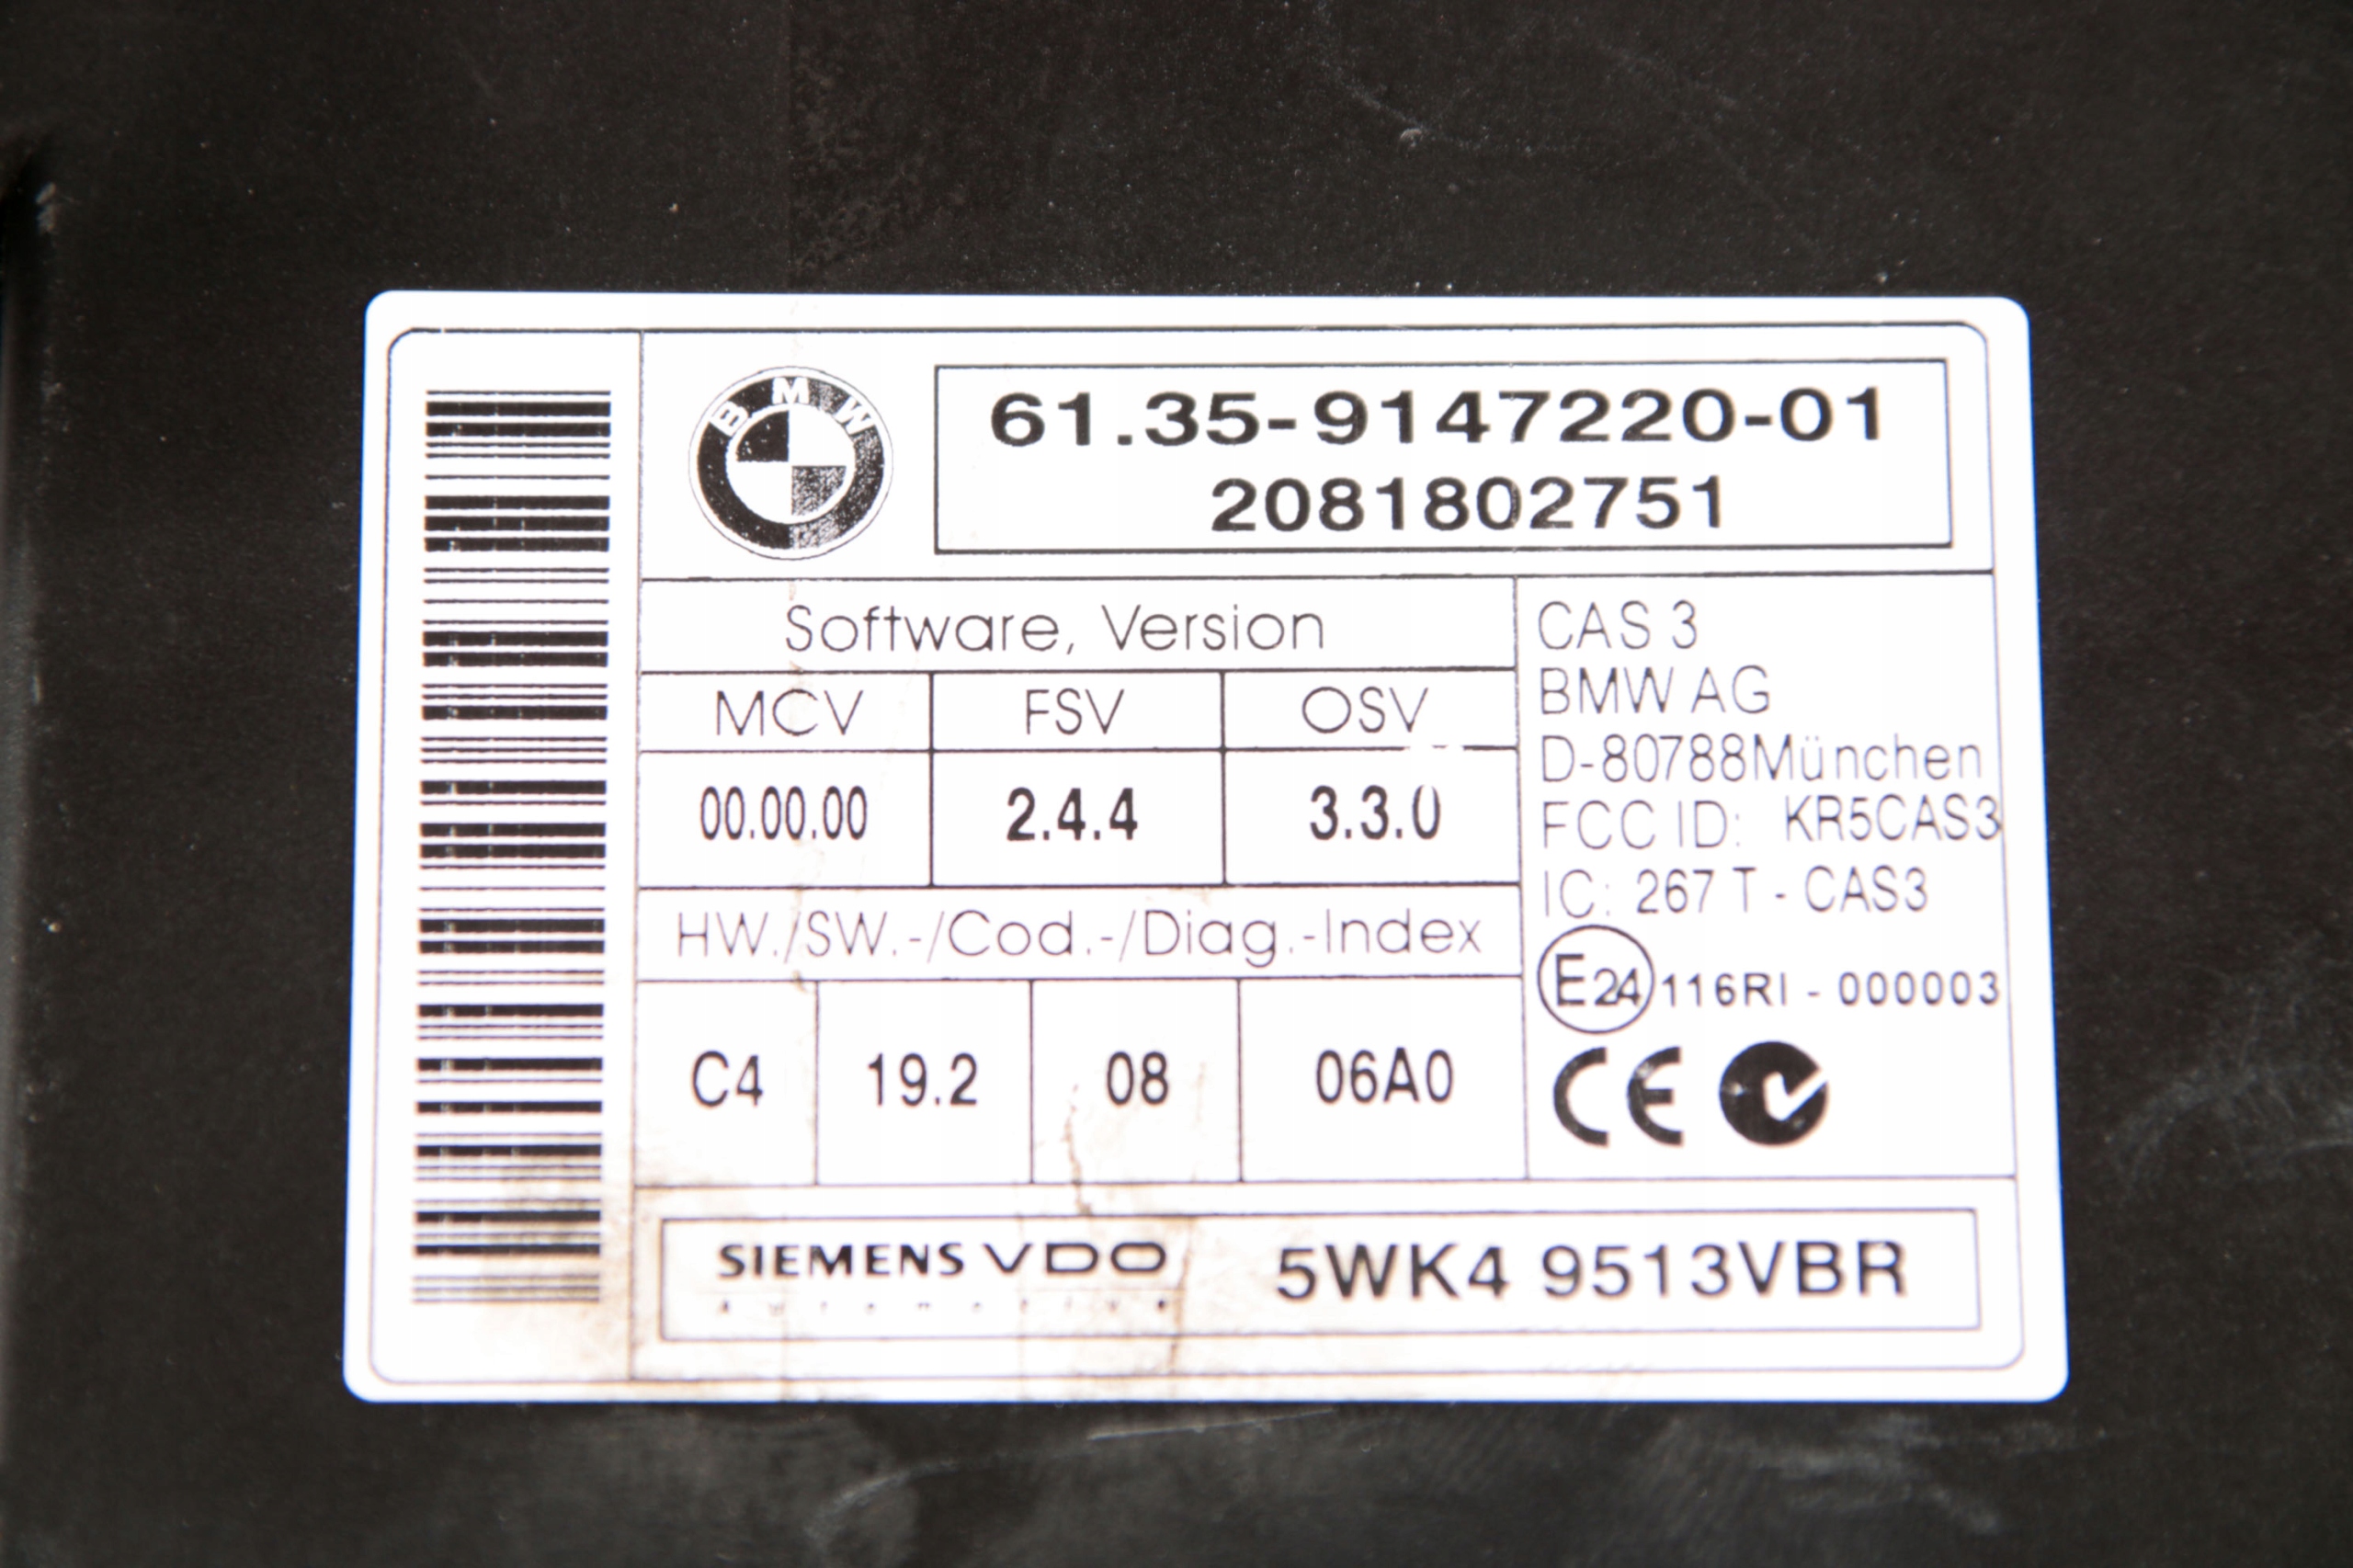 BMW
61.35-9147220-01
2081802751
Software, Version
MCV FSV OSV
00.00.00 2.4.4 3.3.0
HW./SW.-/Cod.-/Diag.-Index
C4 19.2 08 06A0
CAS 3
BMW AG
D-80788München
FCC ID: KR5CAS3
IC: 267 T - CAS3
E24 116RI - 000003
CE
SIEMENS VDO
Automotive
5WK4 9513VBR